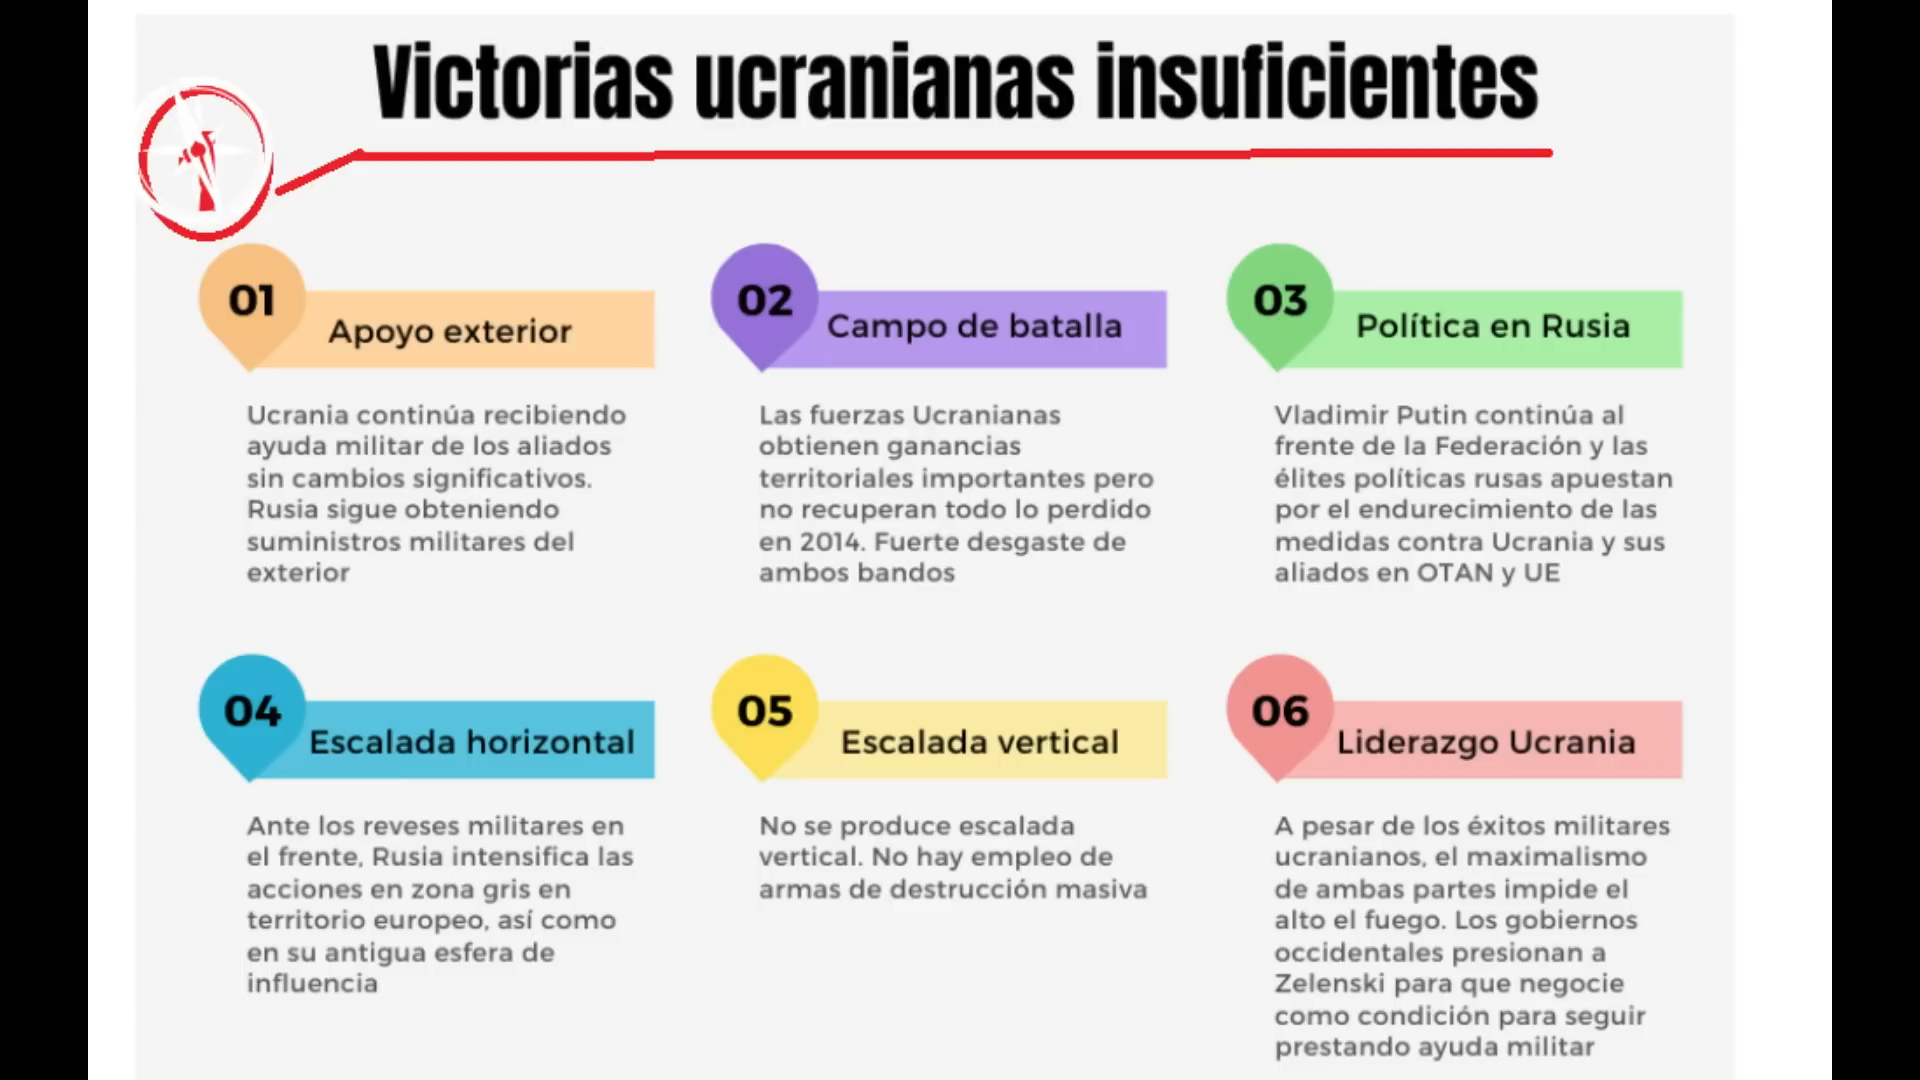 Victorias ucranianas insuficientes
01
Apoyo exterior
Ucrania continúa recibiendo
ayuda militar de los aliados
sin cambios significativos.
Rusia sigue obteniendo
suministros militares del
exterior
02
Campo de batalla
Las fuerzas Ucranianas
obtienen ganancias
territoriales importantes pero
no recuperan todo lo perdido
en 2014. Fuerte desgaste de
ambos bandos
03
Política en Rusia
Vladimir Putin continúa al
frente de la Federación y las
élites políticas rusas apuestan
por el endurecimiento de las
medidas contra Ucrania y sus
aliados en OTAN y UE
04
Escalada horizontal
Ante los reveses militares en
el frente, Rusia intensifica las
acciones en zona gris en
territorio europeo, así como
en su antigua esfera de
influencia
05
Escalada vertical
No se produce escalada
vertical. No hay empleo de
armas de destrucción masiva
06
Liderazgo Ucrania
A pesar de los éxitos militares
ucranianos, el maximalismo
de ambas partes impide el
alto el fuego. Los gobiernos
occidentales presionan a
Zelenski para que negocie
como condición para seguir
prestando ayuda militar